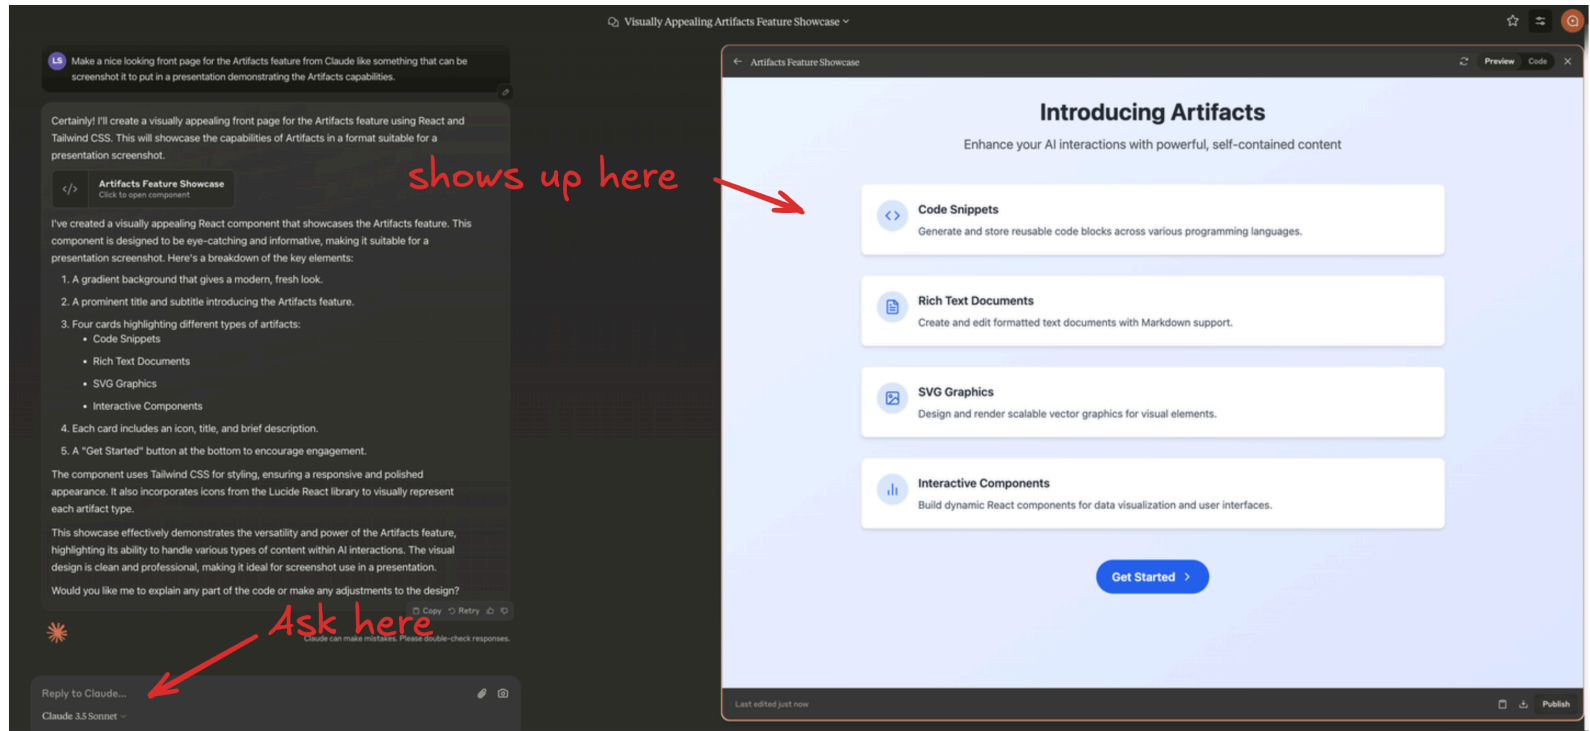 Visually Appealing Artifacts Feature Showcase
LS
Make a nice looking front page for the Artifacts feature from Claude like something that can be
screenshot it to put in a presentation demonstrating the Artifacts capabilities.
Certainly! I'll create a visually appealing front page for the Artifacts feature using React and
Tailwind CSS. This will showcase the capabilities of Artifacts in a format suitable for a
presentation screenshot.
</>
Artifacts Feature Showcase
Click to open component
I've created a visually appealing React component that showcases the Artifacts feature. This
component is designed to be eye-catching and informative, making it suitable for a
presentation screenshot. Here's a breakdown of the key elements:
1. A gradient background that gives a modern, fresh look.
2. A prominent title and subtitle introducing the Artifacts feature.
3. Four cards highlighting different types of artifacts:
• Code Snippets
• Rich Text Documents
• SVG Graphics
• Interactive Components
4. Each card includes an icon, title, and brief description.
5. A "Get Started" button at the bottom to encourage engagement.
The component uses Tailwind CSS for styling, ensuring a responsive and polished
appearance. It also incorporates icons from the Lucide React library to visually represent
each artifact type.
This showcase effectively demonstrates the versatility and power of the Artifacts feature,
highlighting its ability to handle various types of content within AI interactions. The visual
design is clean and professional, making it ideal for screenshot use in a presentation.
Would you like me to explain any part of the code or make any adjustments to the design?
Copy Retry
Ask here
Claude can make mistakes. Please double-check responses.
Reply to Claude...
Claude 3.5 Sonnet
shows up here
Artifacts Feature Showcase
Preview Code
Introducing Artifacts
Enhance your AI interactions with powerful, self-contained content
Code Snippets
Generate and store reusable code blocks across various programming languages.
Rich Text Documents
Create and edit formatted text documents with Markdown support.
SVG Graphics
Design and render scalable vector graphics for visual elements.
Interactive Components
Build dynamic React components for data visualization and user interfaces.
Get Started
Last edited just now
Publish